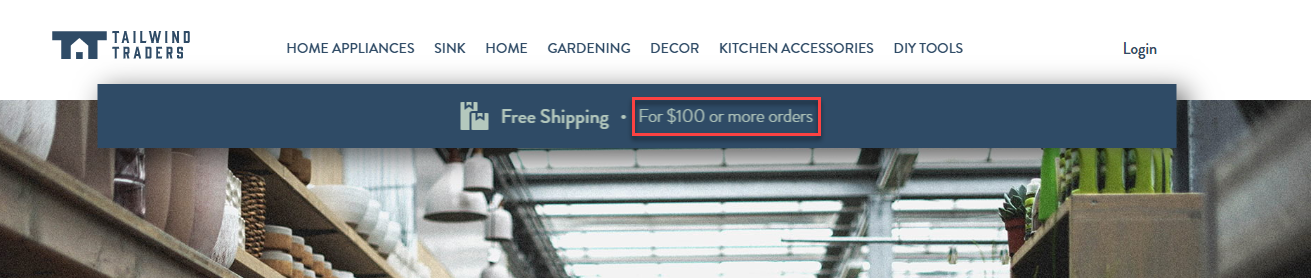 TAILWIND
TRADERS
HOME APPLIANCES SINK HOME GARDENING DECOR KITCHEN ACCESSORIES DIY TOOLS Login
Free Shipping • For $100 or more orders